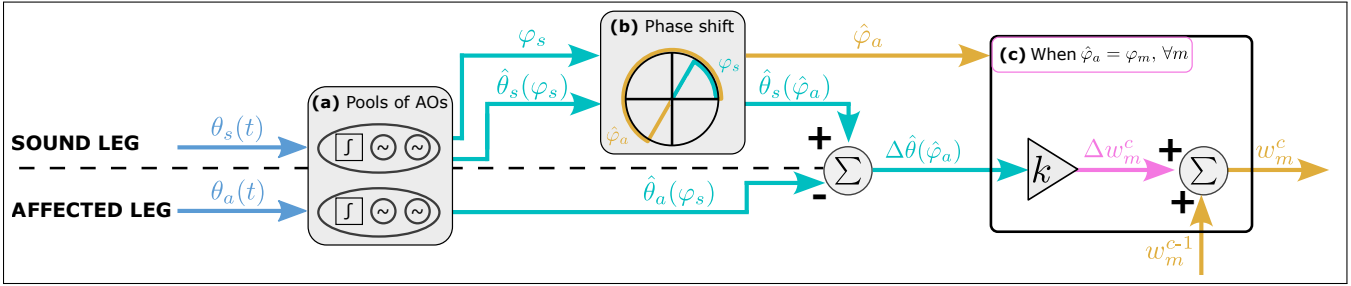 SOUND LEG
AFFECTED LEG
θ_s(t)
θ_a(t)
(a) Pools of AOs
∫ ~ ~
∫ ~ ~
φ_s
θ̂_s(φ_s)
θ̂_a(φ_s)
(b) Phase shift
φ_s
φ̂_a
φ̂_a
θ̂_s(φ̂_a)
+
Σ
-
Δθ̂(φ̂_a)
(c) When φ̂_a = φ_m, ∀m
k
Δw_m^c
+
Σ
+
w_m^c
w_m^{c-1}